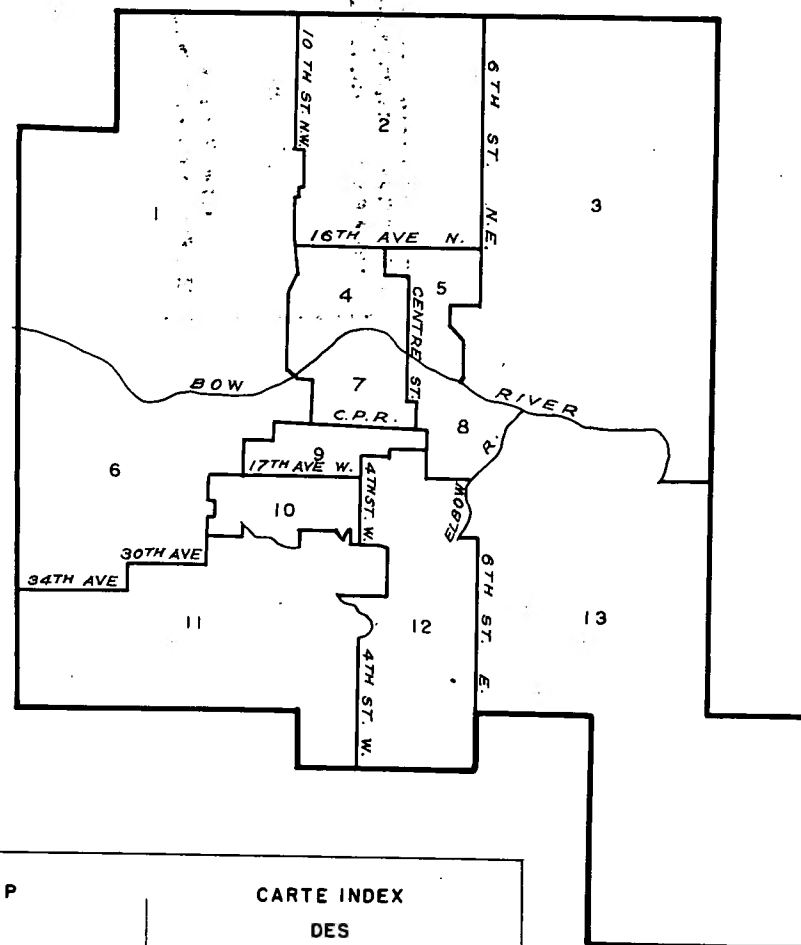 1
10TH ST. N.W.
2
6TH ST. N.E.
3
16TH AVE N.
4
CENTRE ST.
5
BOW
RIVER
7
C.P.R.
8
R.
ELBOW
6
9
17TH AVE W.
4TH ST. W.
10
30TH AVE
34TH AVE
11
4TH ST. W.
12
6TH ST. E.
13
P
CARTE INDEX
DES